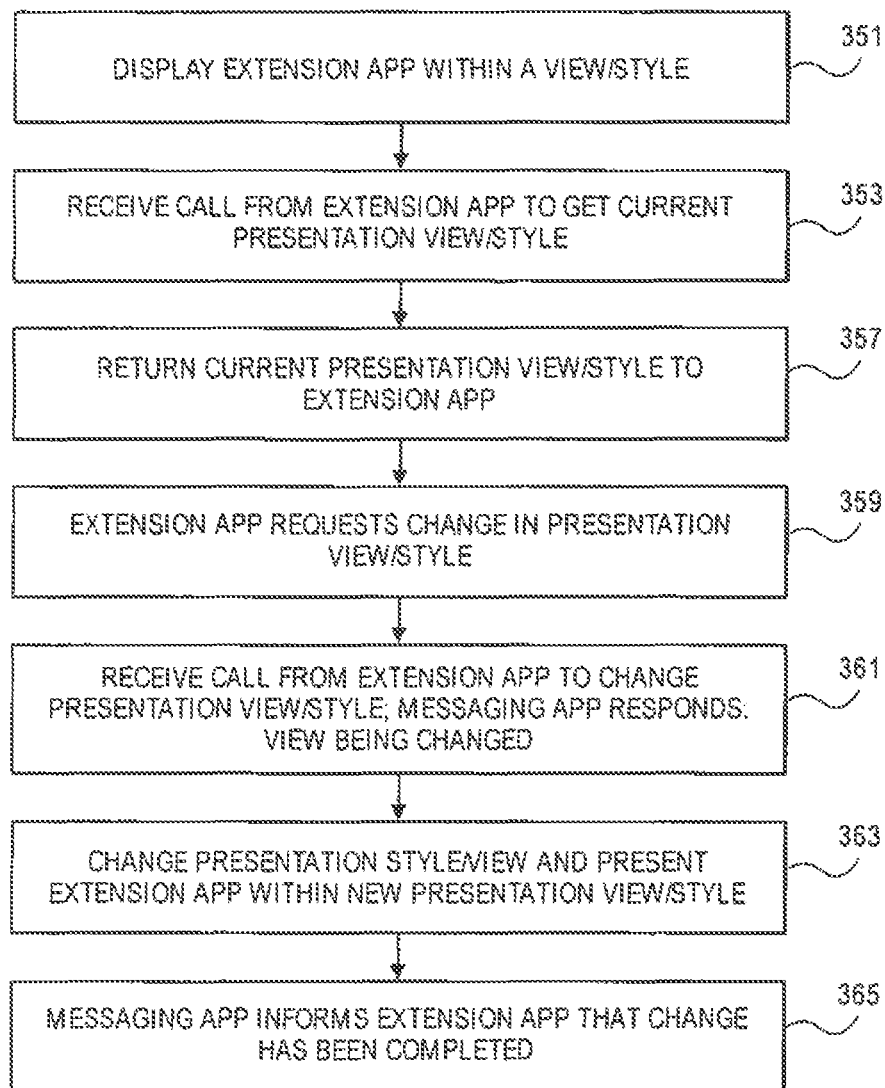 DISPLAY EXTENSION APP WITHIN A VIEW/STYLE
351
RECEIVE CALL FROM EXTENSION APP TO GET CURRENT
PRESENTATION VIEW/STYLE
353
RETURN CURRENT PRESENTATION VIEW/STYLE TO
EXTENSION APP
357
EXTENSION APP REQUESTS CHANGE IN PRESENTATION
VIEW/STYLE
359
RECEIVE CALL FROM EXTENSION APP TO CHANGE
PRESENTATION VIEW/STYLE; MESSAGING APP RESPONDS:
VIEW BEING CHANGED
361
CHANGE PRESENTATION STYLE/VIEW AND PRESENT
EXTENSION APP WITHIN NEW PRESENTATION VIEW/STYLE
363
MESSAGING APP INFORMS EXTENSION APP THAT CHANGE
HAS BEEN COMPLETED
365